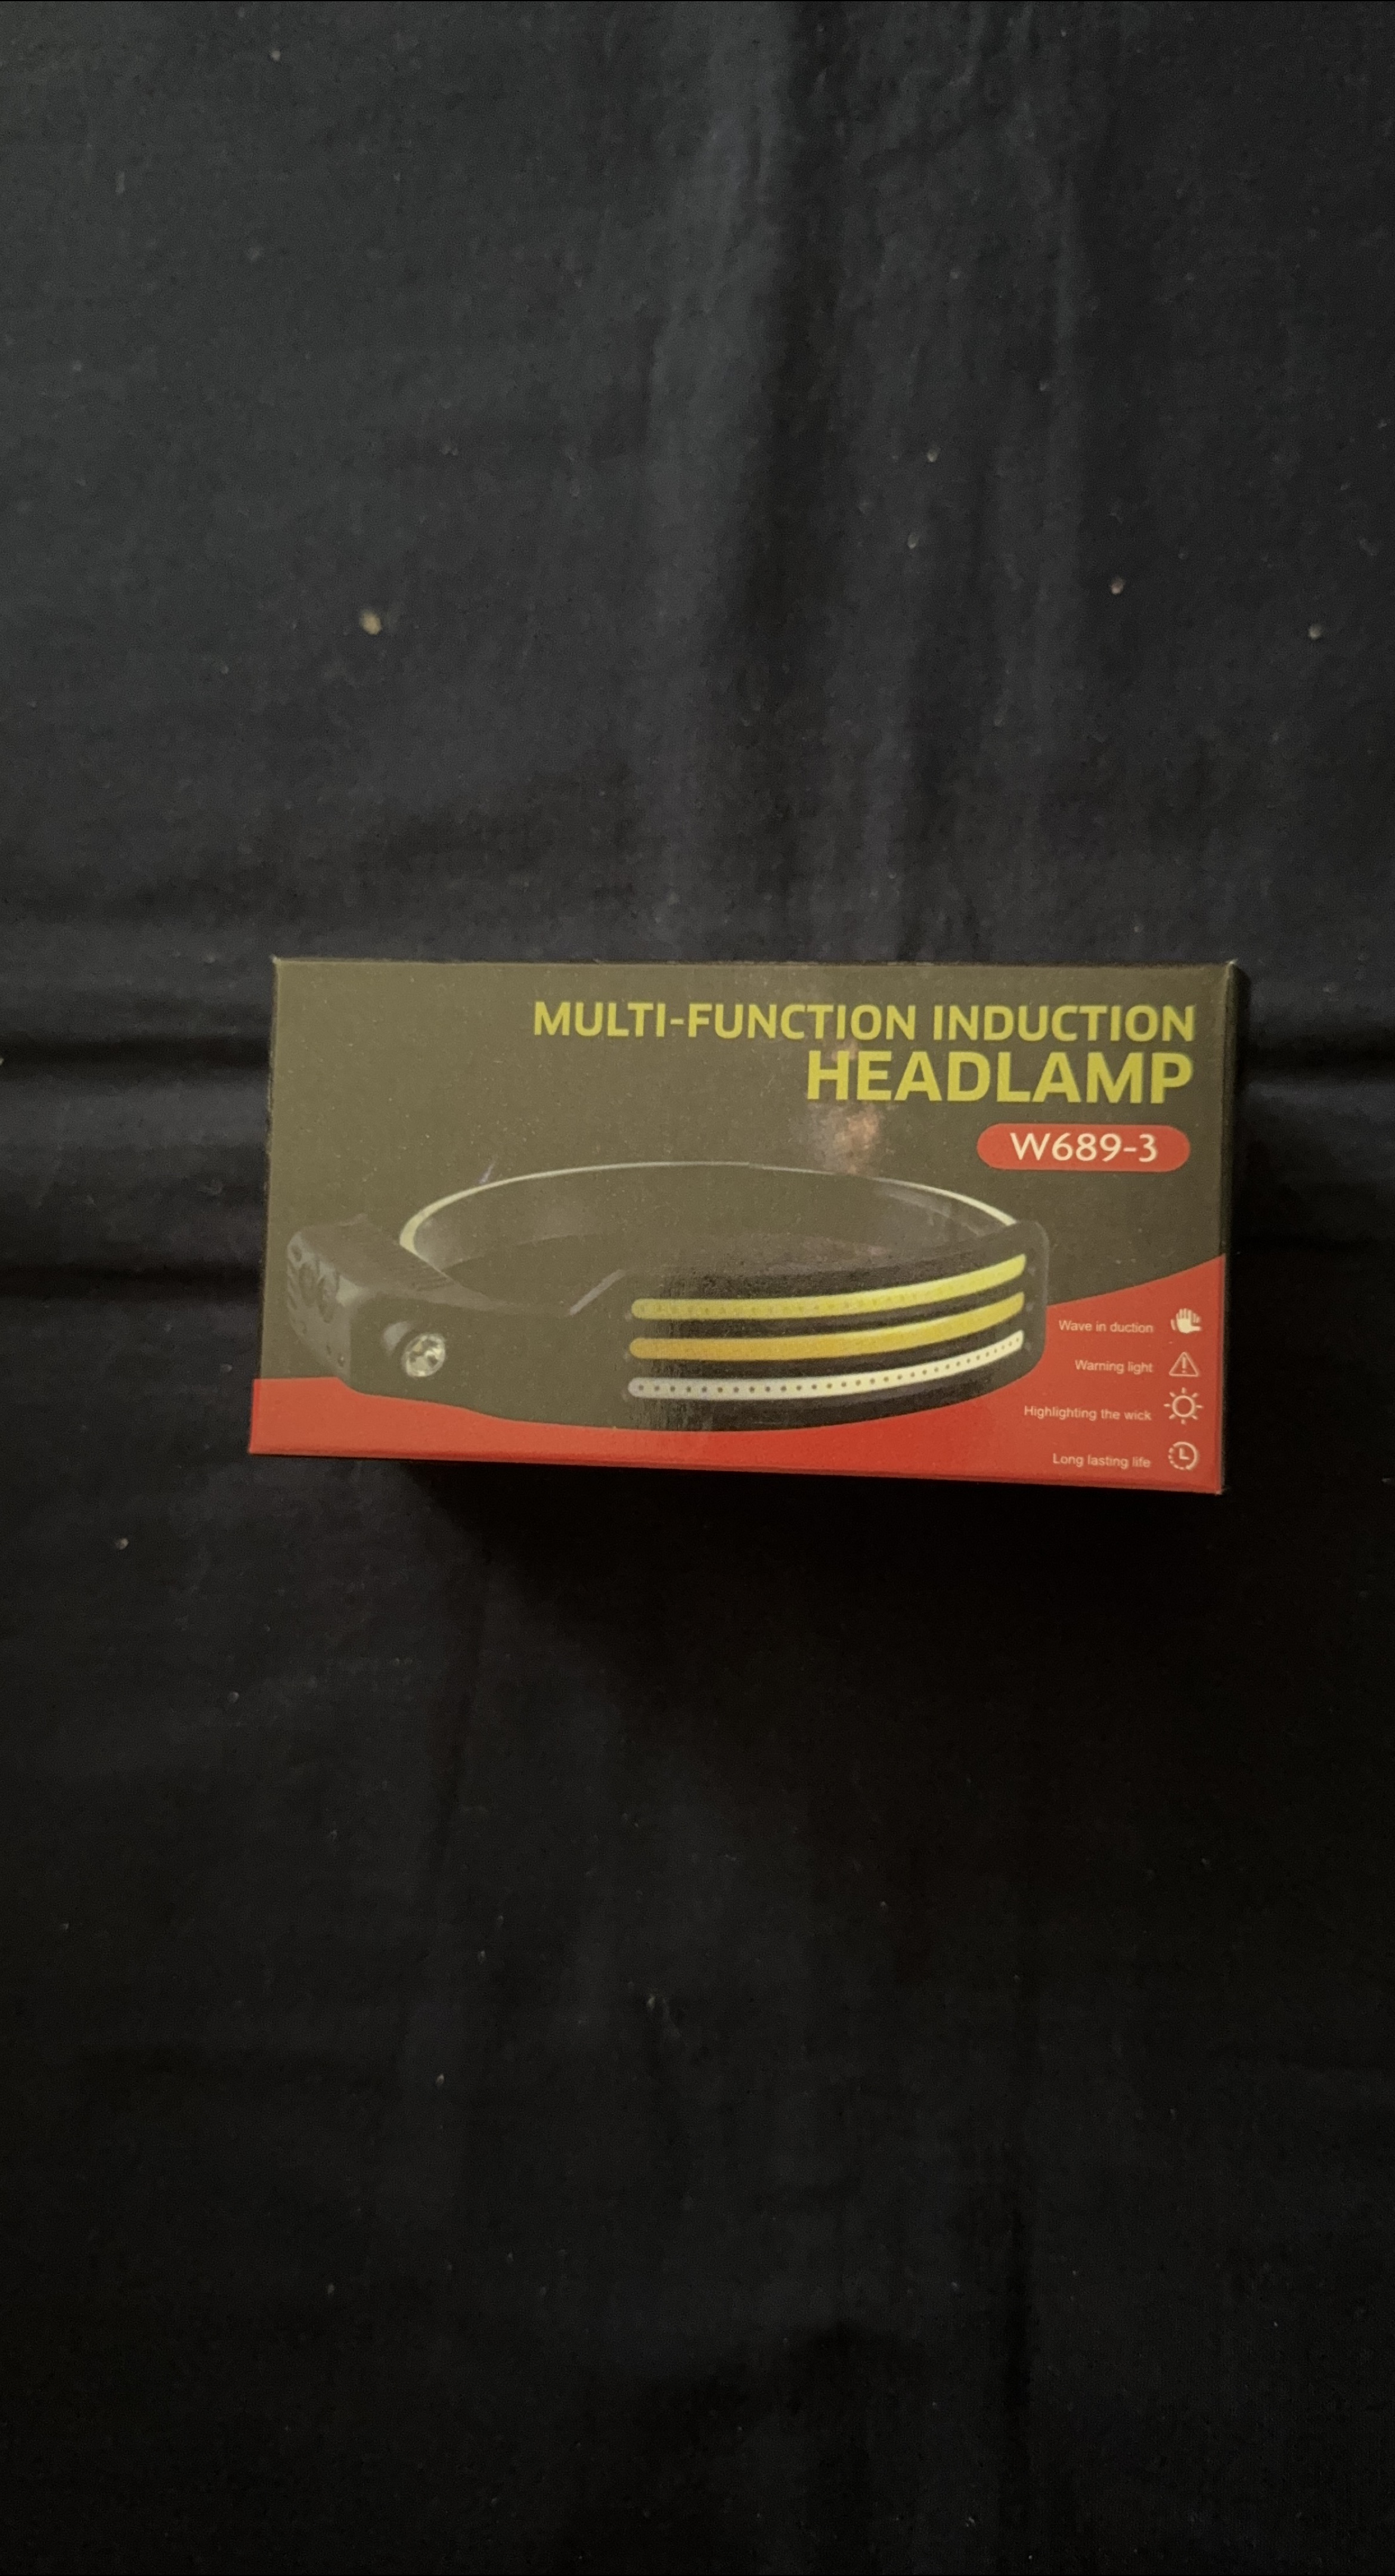 MULTI-FUNCTION INDUCTION
HEADLAMP
W689-3
Wave in duction
Warning light
Highlighting the wick
Long lasting life